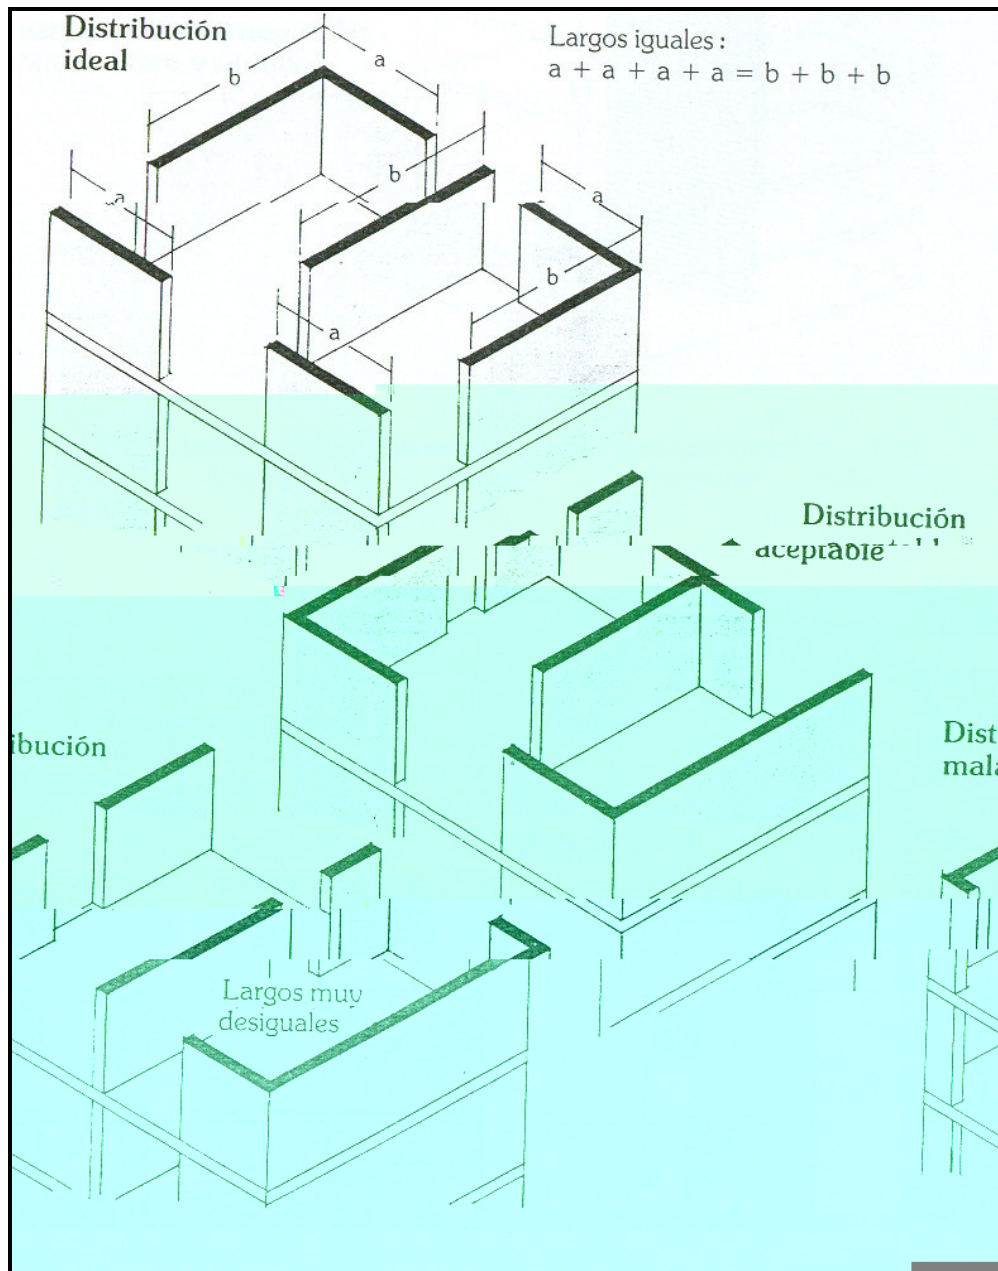 Distribución
ideal
Largos iguales :
a + a + a + a = b + b + b
b
a
b
a
a
b
a
Distribución
aceptable
ibución
Dist
mala
Largos muy
desiguales